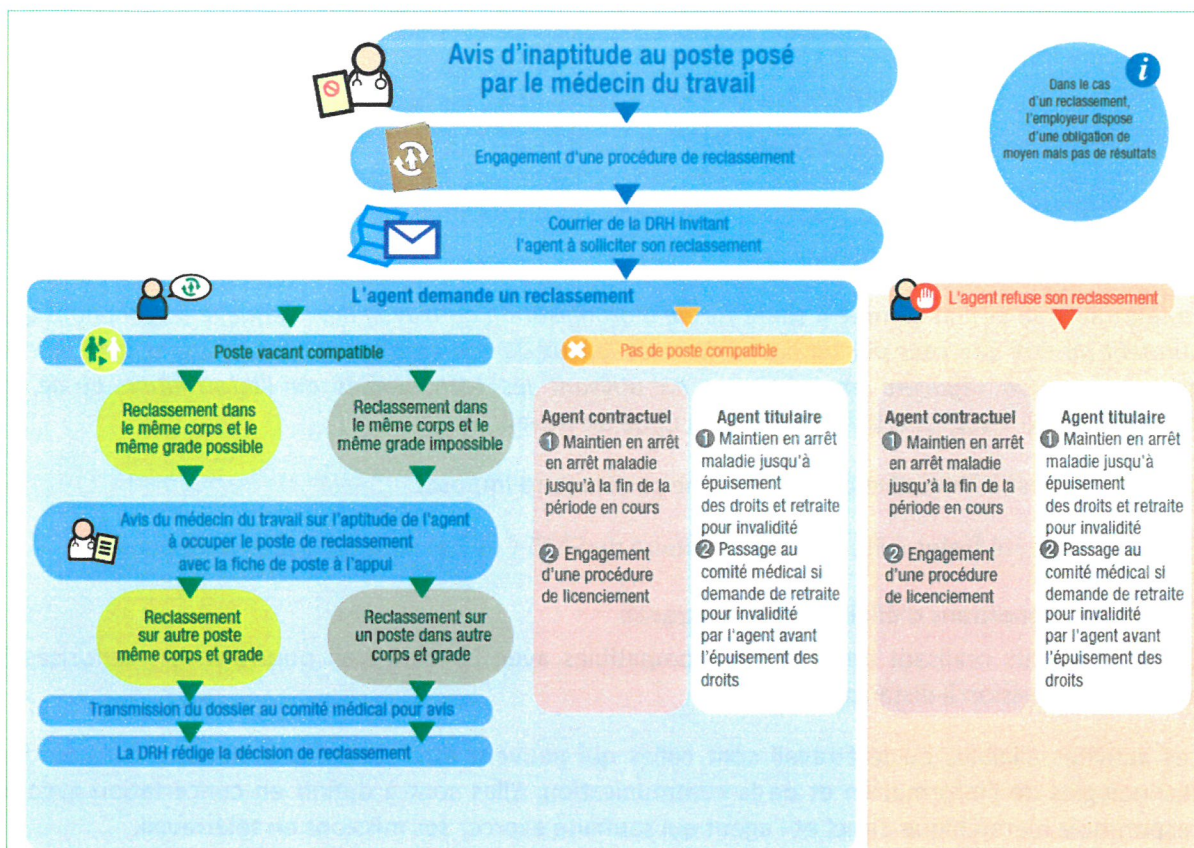 Avis d'inaptitude au poste posé
par le médecin du travail
Dans le cas
d'un reclassement,
l'employeur dispose
d'une obligation de
moyen mais pas de résultats
Engagement d'une procédure de reclassement
Courrier de la DRH invitant
l'agent à solliciter son reclassement
L'agent demande un reclassement
L'agent refuse son reclassement
Poste vacant compatible
Pas de poste compatible
Reclassement dans
le même corps et le
même grade possible
Reclassement dans
le même corps et le
même grade impossible
Avis du médecin du travail sur l'aptitude de l'agent
à occuper le poste de reclassement
avec la fiche de poste à l'appui
Reclassement
sur autre poste
même corps et grade
Reclassement sur
un poste dans autre
corps et grade
Transmission du dossier au comité médical pour avis
La DRH rédige la décision de reclassement
Agent contractuel
1 Maintien en arrêt
en arrêt maladie
jusqu'à la fin de la
période en cours
2 Engagement
d'une procédure
de licenciement
Agent titulaire
1 Maintien en arrêt
maladie jusqu'à
épuisement
des droits et retraite
pour invalidité
2 Passage au
comité médical si
demande de retraite
pour invalidité
par l'agent avant
l'épuisement des
droits
Agent contractuel
1 Maintien en arrêt
en arrêt maladie
jusqu'à la fin de la
période en cours
2 Engagement
d'une procédure
de licenciement
Agent titulaire
1 Maintien en arrêt
maladie jusqu'à
épuisement
des droits et retraite
pour invalidité
2 Passage au
comité médical si
demande de retraite
pour invalidité
par l'agent avant
l'épuisement des
droits